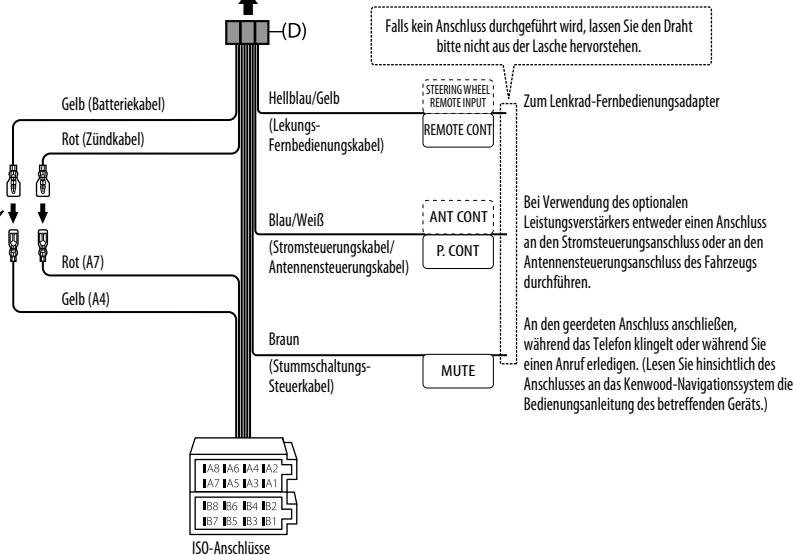 (D)
Falls kein Anschluss durchgeführt wird, lassen Sie den Draht
bitte nicht aus der Lasche hervorstehen.
Gelb (Batteriekabel)
Rot (Zündkabel)
Hellblau/Gelb
(Lekungs-
Fernbedienungskabel)
STEERING WHEEL
REMOTE INPUT
REMOTE CONT
Zum Lenkrad-Fernbedienungsadapter
Blau/Weiß
(Stromsteuerungskabel/
Antennensteuerungskabel)
ANT CONT
P. CONT
Bei Verwendung des optionalen
Leistungsverstärkers entweder einen Anschluss
an den Stromsteuerungsanschluss oder an den
Antennensteuerungsanschluss des Fahrzeugs
durchführen.
Rot (A7)
Gelb (A4)
Braun
(Stummschaltungs-
Steuerkabel)
MUTE
An den geerdeten Anschluss anschließen,
während das Telefon klingelt oder während Sie
einen Anruf erledigen. (Lesen Sie hinsichtlich des
Anschlusses an das Kenwood-Navigationssystem die
Bedienungsanleitung des betreffenden Geräts.)
A8 A6 A4 A2
A7 A5 A3 A1
B8 B6 B4 B2
B7 B5 B3 B1
ISO-Anschlüsse